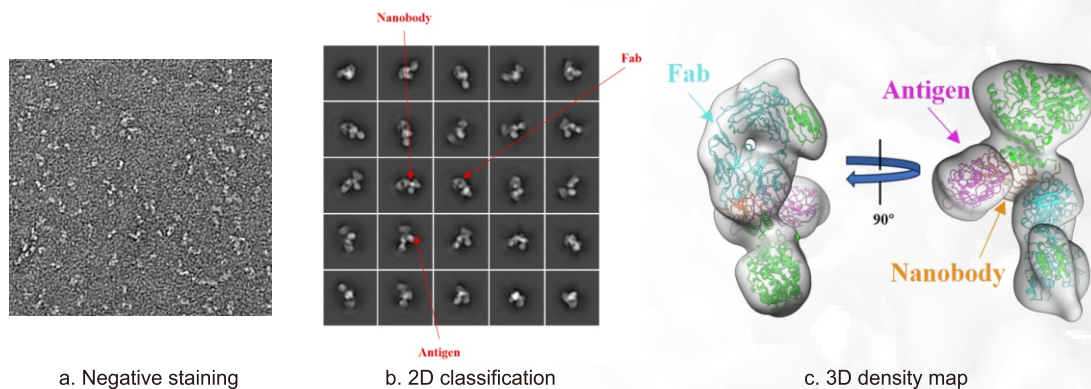 Nanobody
Fab
Antigen
Fab
Antigen
90°
Nanobody
a. Negative staining
b. 2D classification
c. 3D density map